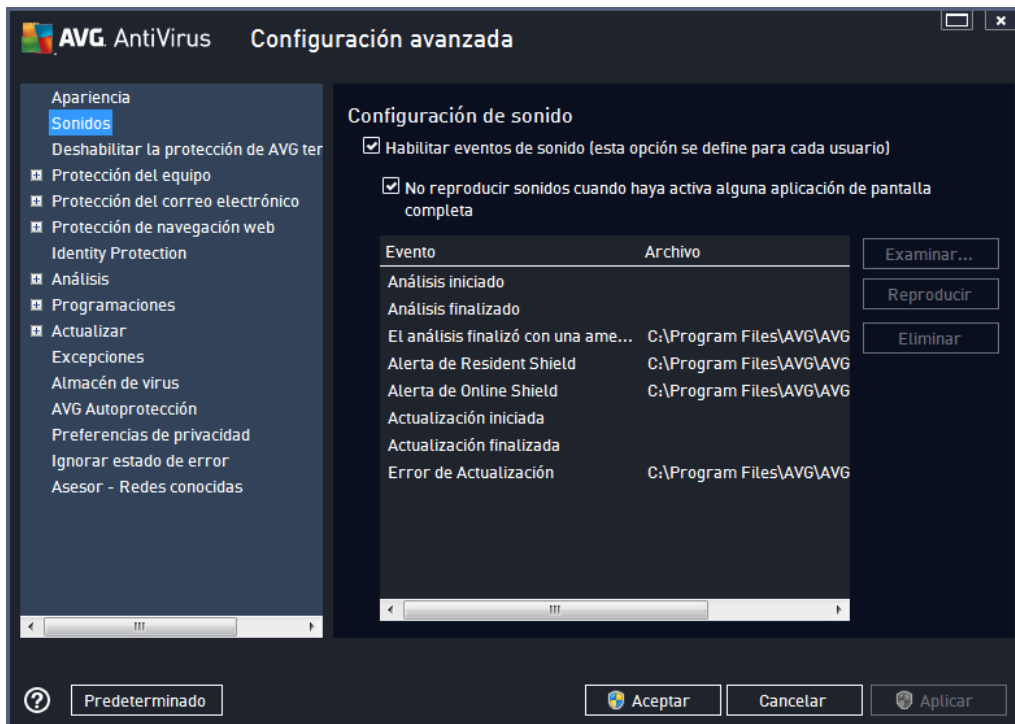 AVG. AntiVirus Configuración avanzada
Apariencia
Sonidos
Deshabilitar la protección de AVG ter
Protección del equipo
Protección del correo electrónico
Protección de navegación web
Identity Protection
Análisis
Programaciones
Actualizar
Excepciones
Almacén de virus
AVG Autoprotección
Preferencias de privacidad
Ignorar estado de error
Asesor - Redes conocidas
Configuración de sonido
Habilitar eventos de sonido (esta opción se define para cada usuario)
No reproducir sonidos cuando haya activa alguna aplicación de pantalla
completa
Evento Archivo
Análisis iniciado
Análisis finalizado
El análisis finalizó con una ame... C:\Program Files\AVG\AVG
Alerta de Resident Shield C:\Program Files\AVG\AVG
Alerta de Online Shield C:\Program Files\AVG\AVG
Actualización iniciada
Actualización finalizada
Error de Actualización C:\Program Files\AVG\AVG
Examinar...
Reproducir
Eliminar
Predeterminado
Aceptar
Cancelar
Aplicar